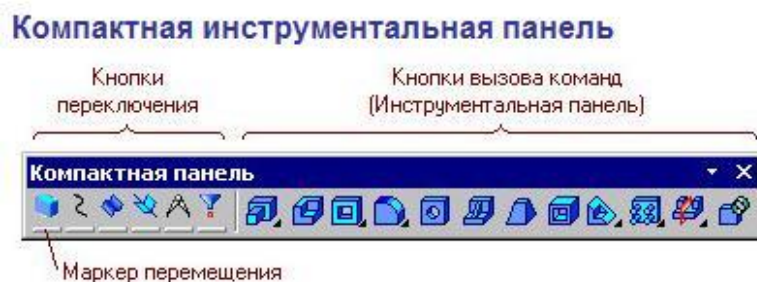 Компактная инструментальная панель
Кнопки
переключения
Кнопки вызова команд
(Инструментальная панель)
Компактная панель
Маркер перемещения